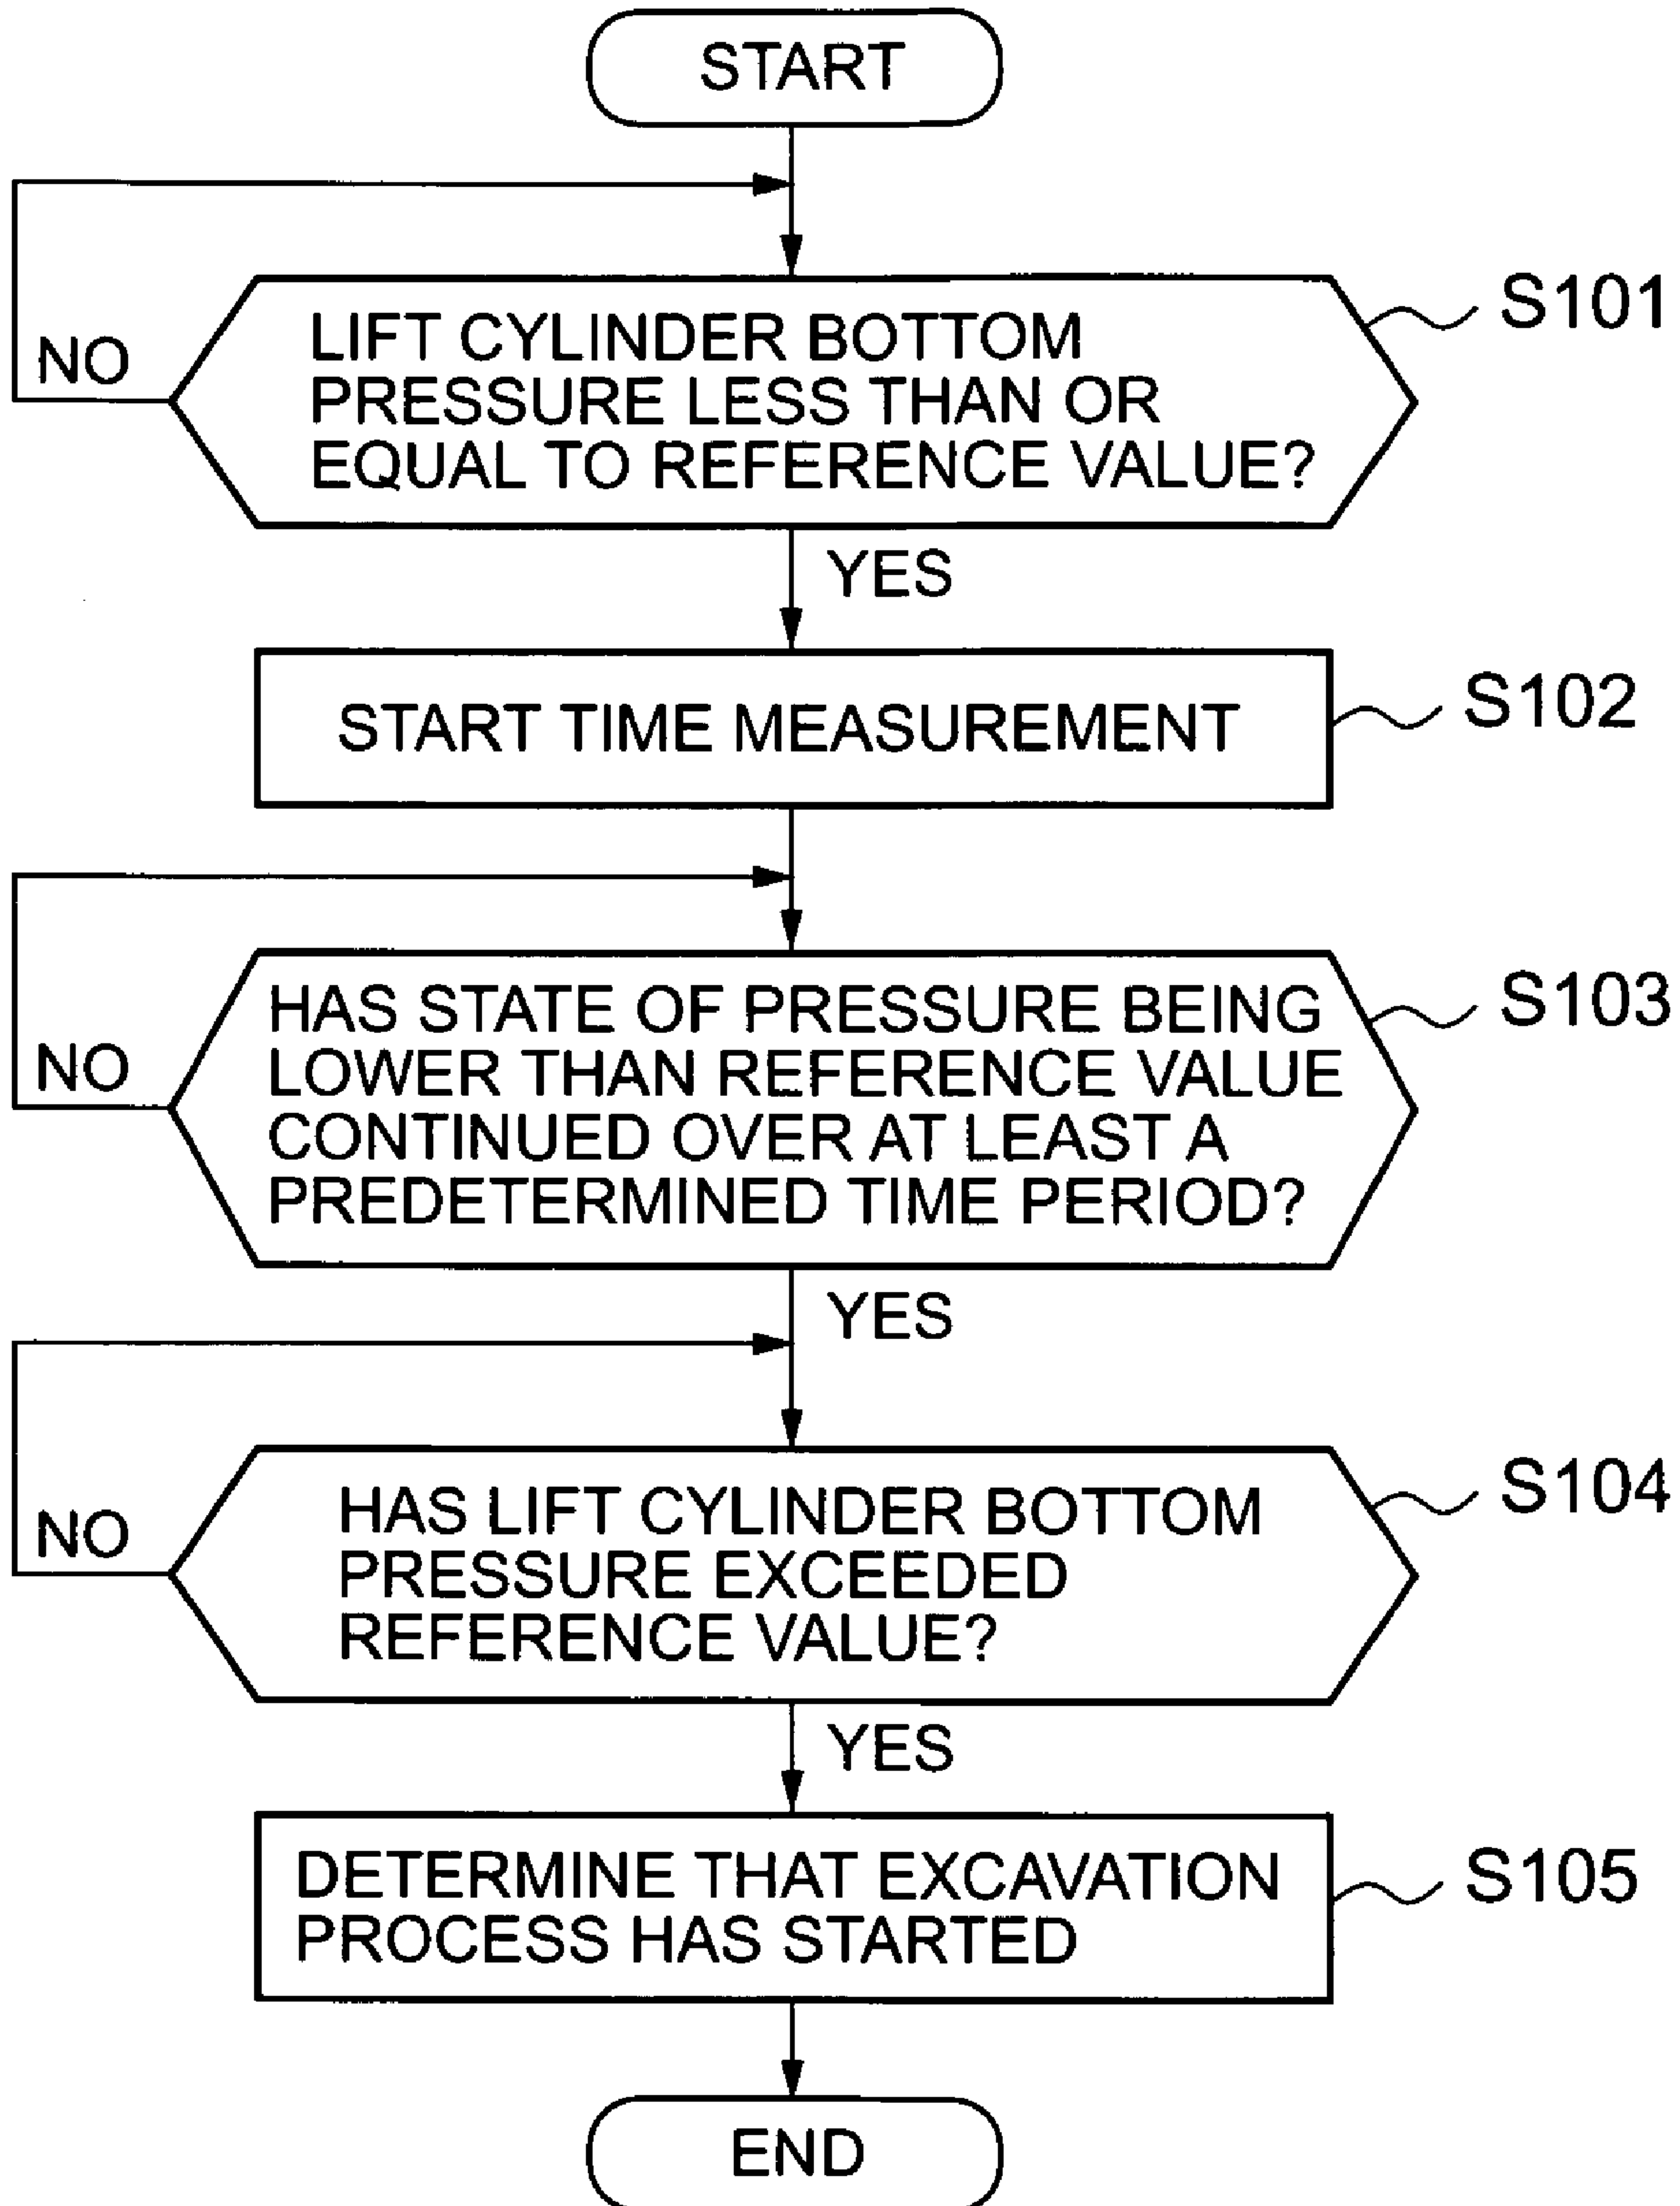 START
LIFT CYLINDER BOTTOM
PRESSURE LESS THAN OR
EQUAL TO REFERENCE VALUE?
S101
NO
YES
START TIME MEASUREMENT
S102
HAS STATE OF PRESSURE BEING
LOWER THAN REFERENCE VALUE
CONTINUED OVER AT LEAST A
PREDETERMINED TIME PERIOD?
S103
NO
YES
HAS LIFT CYLINDER BOTTOM
PRESSURE EXCEEDED
REFERENCE VALUE?
S104
NO
YES
DETERMINE THAT EXCAVATION
PROCESS HAS STARTED
S105
END